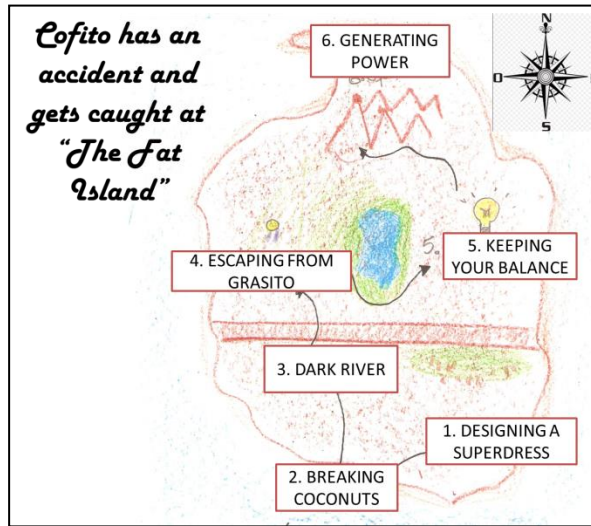 Cofito has an
accident and
gets caught at
“The Fat
Island”
6. GENERATING
POWER
N
O
E
S
5.
5. KEEPING
YOUR BALANCE
4. ESCAPING FROM
GRASITO
3. DARK RIVER
1. DESIGNING A
SUPERDRESS
2. BREAKING
COCONUTS